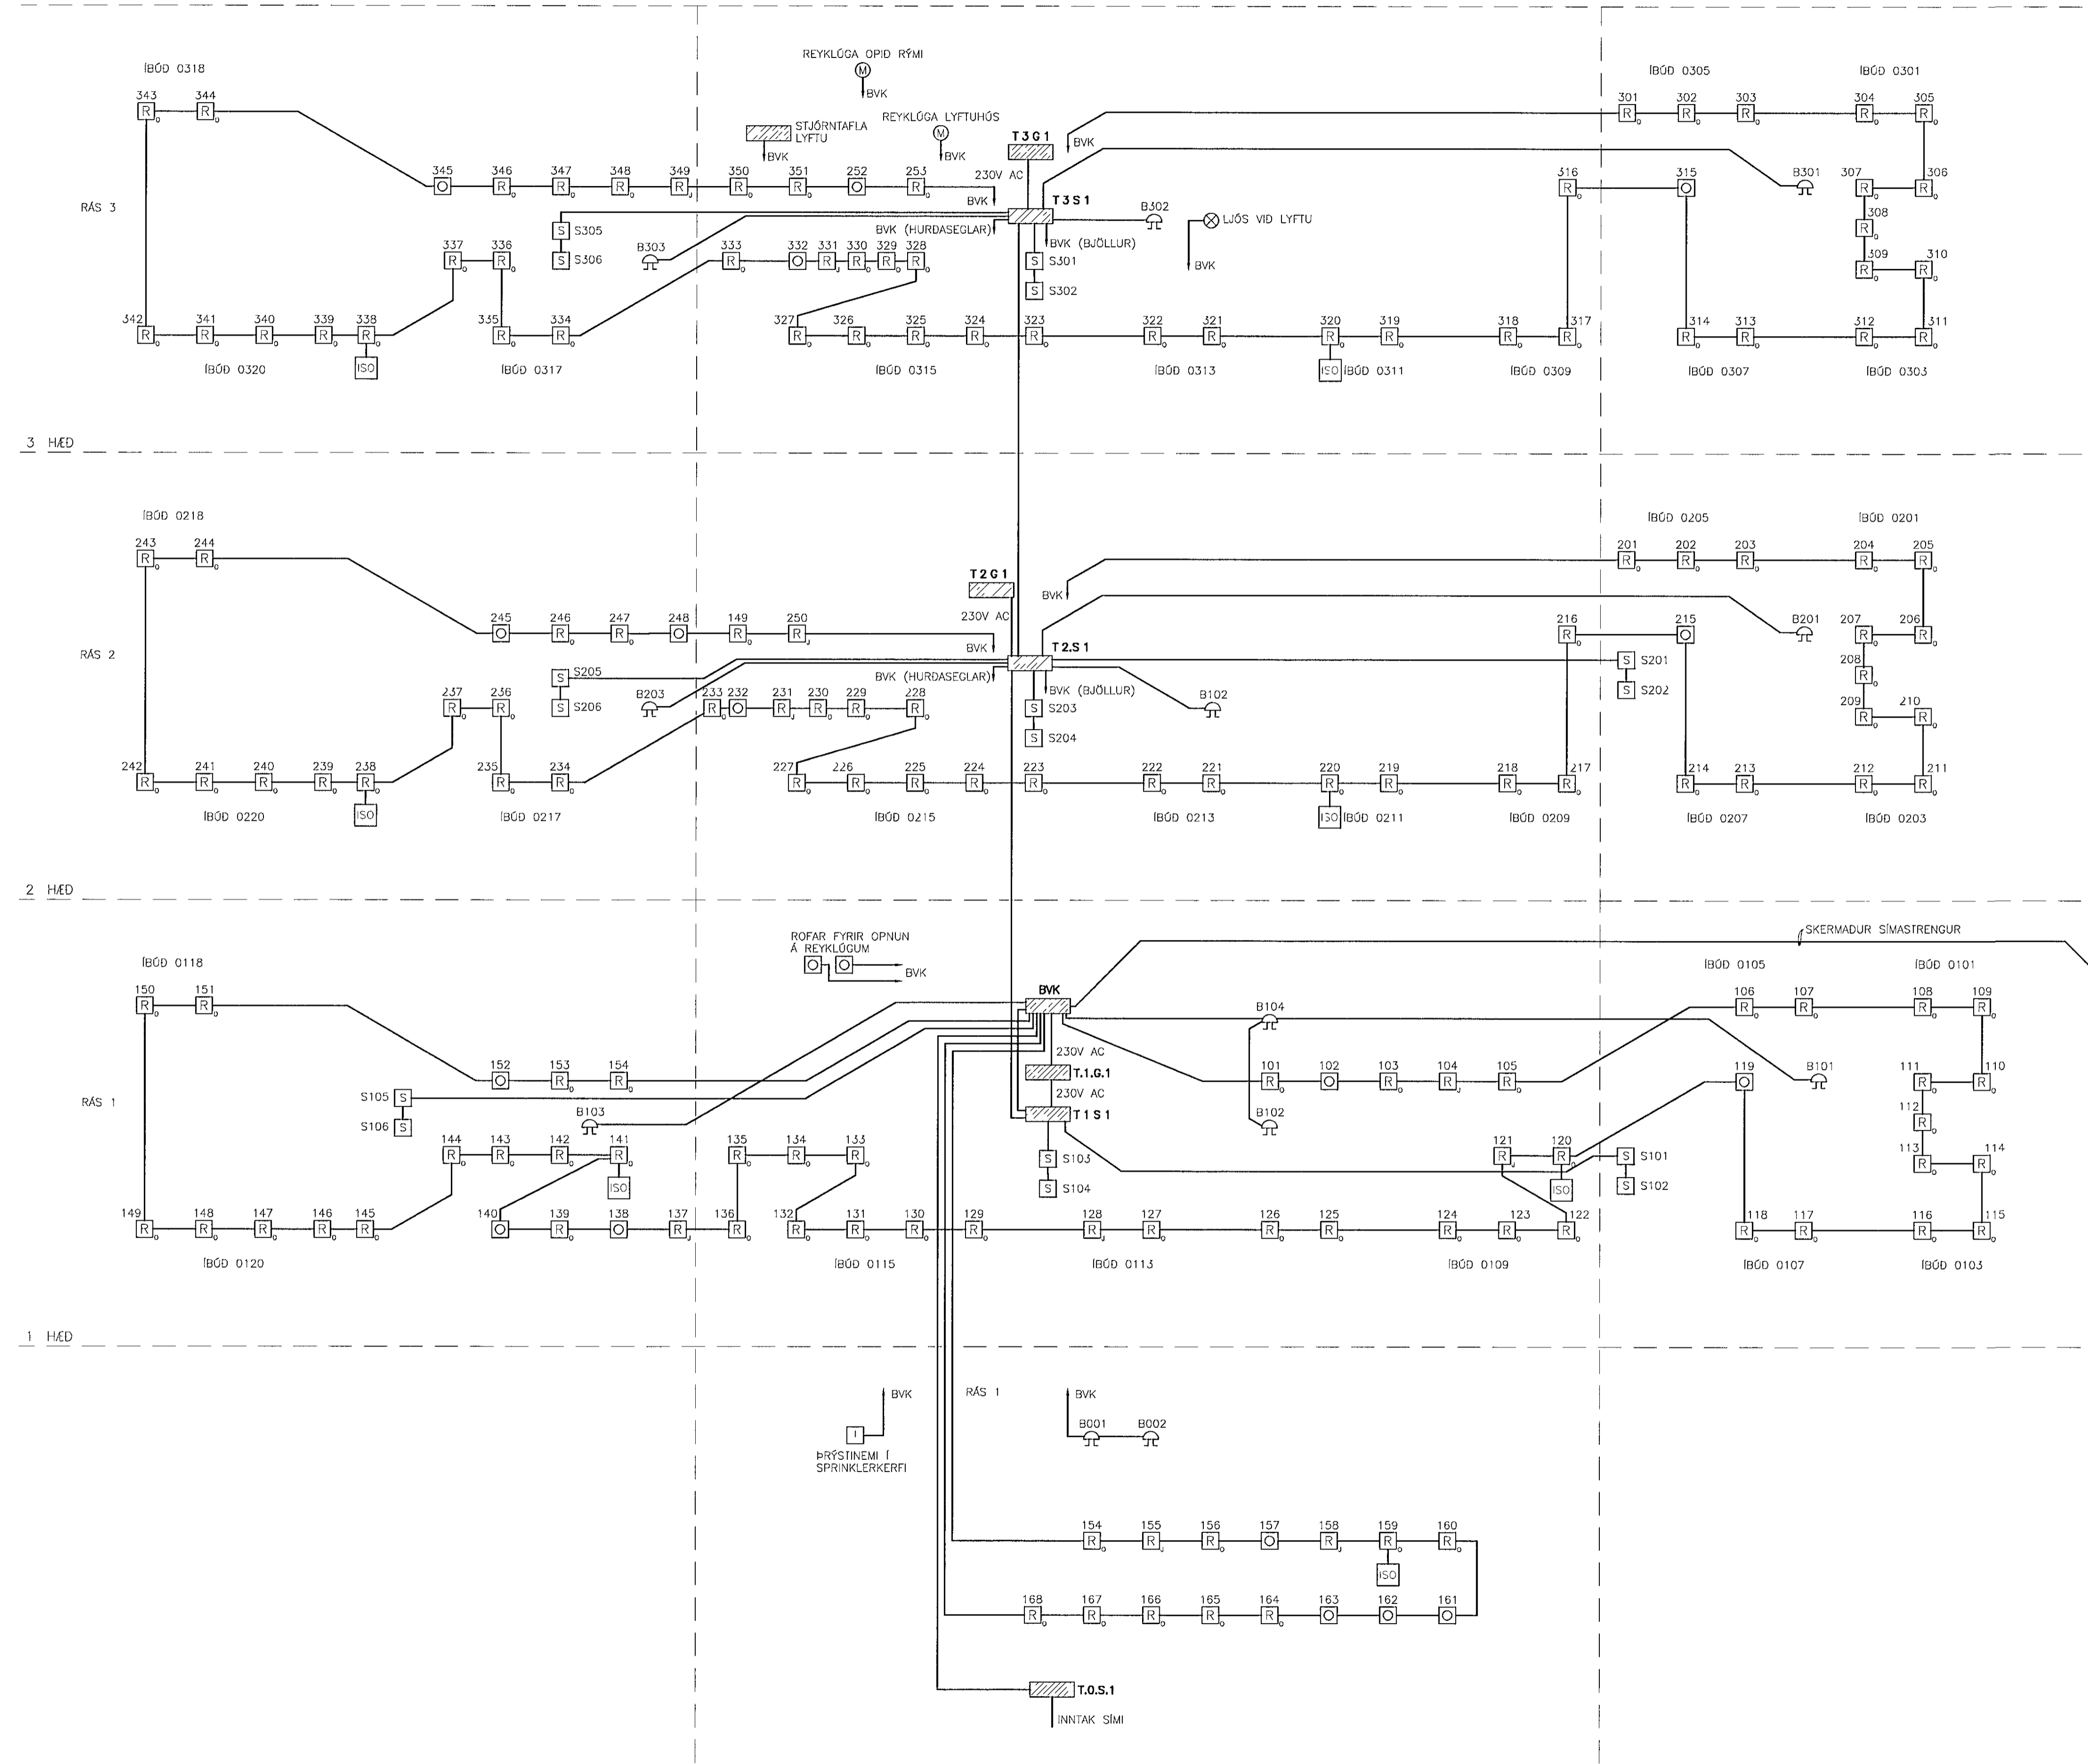 REYKLÚGA OPID RÝMI
M
BVK
ÍBÚÐ 0318
ÍBÚÐ 0305 ÍBÚÐ 0301
343 344
R O R O
301 302 303 304 305
R O R O R O R O R O
REYKLÚGA LYFTUHÚS
M
BVK
STJÓRNTAFLA
LYFTU
BVK
T3G1
BVK
230V AC
345 346 347 348 349 350 351 252 253
O R O R O R O R J R O R O O R O
BVK
T3S1
316 315 B301 307 306
R O O R O R O
RÁS 3
S S305
S S306
B303
BVK (HURÐASEGLAR)
BVK (BJÖLLUR)
B302
LJÓS VIÐ LYFTU
BVK
308
R O
337 336
R O R O
333 332 331 330 329 328
R O O R J R O R O R O
S S301
S S302
309 310
R O R O
342 341 340 339 338 335 334
R O R O R O R O R O R O R O
327 326 325 324 323 322 321 320 319 318 317
R O R O R O R O R O R O R O R O R O R O R O
314 313 312 311
R O R O R O R O
ISO ISO
ÍBÚÐ 0320 ÍBÚÐ 0317 ÍBÚÐ 0315 ÍBÚÐ 0313 ÍBÚÐ 0311 ÍBÚÐ 0309 ÍBÚÐ 0307 ÍBÚÐ 0303
3 HÆÐ
ÍBÚÐ 0218
ÍBÚÐ 0205 ÍBÚÐ 0201
243 244
R O R O
201 202 203 204 205
R O R O R O R O R O
T2G1
230V AC
BVK
245 246 247 248 149 250
O R O R O O R O R J
BVK
T2.S1
216 215 B201 207 206
R O O R O R O
RÁS 2
S S205
S S206
B203
BVK (HURÐASEGLAR)
BVK (BJÖLLUR)
B102
S S201
S S202
208
R O
237 236
R O R O
233 232 231 230 229 228
R O O R J R O R O R O
S S203
S S204
209 210
R O R O
242 241 240 239 238 235 234
R O R O R O R O R O R O R O
227 226 225 224 223 222 221 220 219 218 217
R O R O R O R O R O R O R O R O R O R O R O
214 213 212 211
R O R O R O R O
ISO ISO
ÍBÚÐ 0220 ÍBÚÐ 0217 ÍBÚÐ 0215 ÍBÚÐ 0213 ÍBÚÐ 0211 ÍBÚÐ 0209 ÍBÚÐ 0207 ÍBÚÐ 0203
2 HÆÐ
SKERMAÐUR SÍMASTRENGUR
ROFAR FYRIR OPNUN
Á REYKLÚGUM
O O
BVK
ÍBÚÐ 0118
ÍBÚÐ 0105 ÍBÚÐ 0101
150 151
R O R O
BVK
B104
106 107 108 109
R O R O R O R O
230V AC
T.1.G.1
230V AC
T1S1
152 153 154
O R O R O
101 102 103 104 105
R O O R O R J R O
119 B101 111 110
O R O R O
RÁS 1
S105 S
S106 S
B103
B102
112
R O
144 143 142 141
R O R O R O R O
ISO
135 134 133
R O R O R O
S S103
S S104
121 120
R J R O
ISO
S S101
S S102
113 114
R O R O
149 148 147 146 145 140 139 138 137 136
R O R O R O R O R O O R O O R J R O
132 131 130 129 128 127 126 125 124 123 122
R O R O R O R O R J R O R O R O R O R O R O
118 117 116 115
R O R O R O R O
ÍBÚÐ 0120 ÍBÚÐ 0115 ÍBÚÐ 0113 ÍBÚÐ 0109 ÍBÚÐ 0107 ÍBÚÐ 0103
1 HÆÐ
BVK RÁS 1 BVK
B001 B002
I
ÞRÝSTINEMI Í
SPRINKLERKERFI
154 155 156 157 158 159 160
R O R J R O O R J R O R O
ISO
168 167 166 165 164 163 162 161
R O R O R O R O R O O O O
T.0.S.1
INNTAK SÍMI